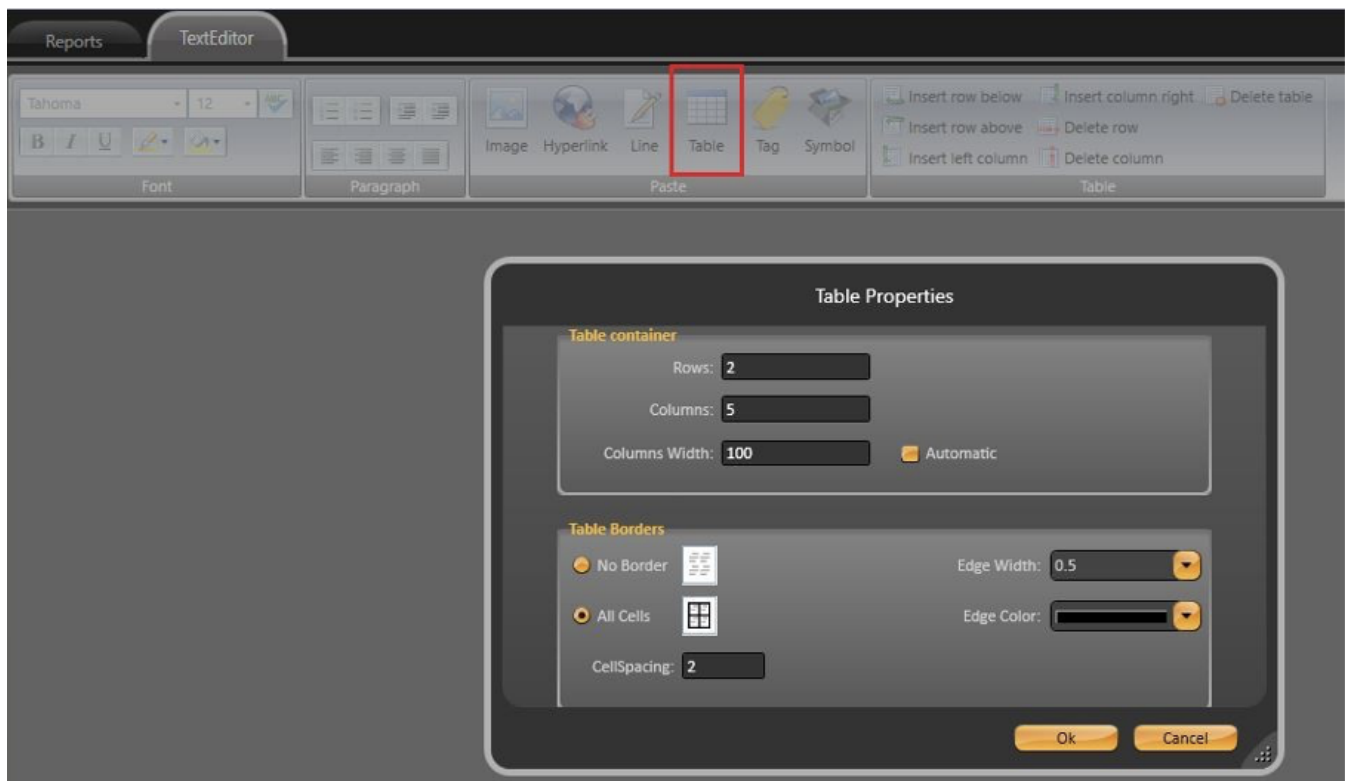 Reports
TextEditor
Tahoma
12
ABC
B I U
Font
Paragraph
Image
Hyperlink
Line
Table
Tag
Symbol
Paste
Insert row below
Insert column right
Delete table
Insert row above
Delete row
Insert left column
Delete column
Table
Table Properties
Table container
Rows: 2
Columns: 5
Columns Width: 100
Automatic
Table Borders
No Border
Edge Width: 0.5
All Cells
Edge Color:
CellSpacing: 2
Ok
Cancel